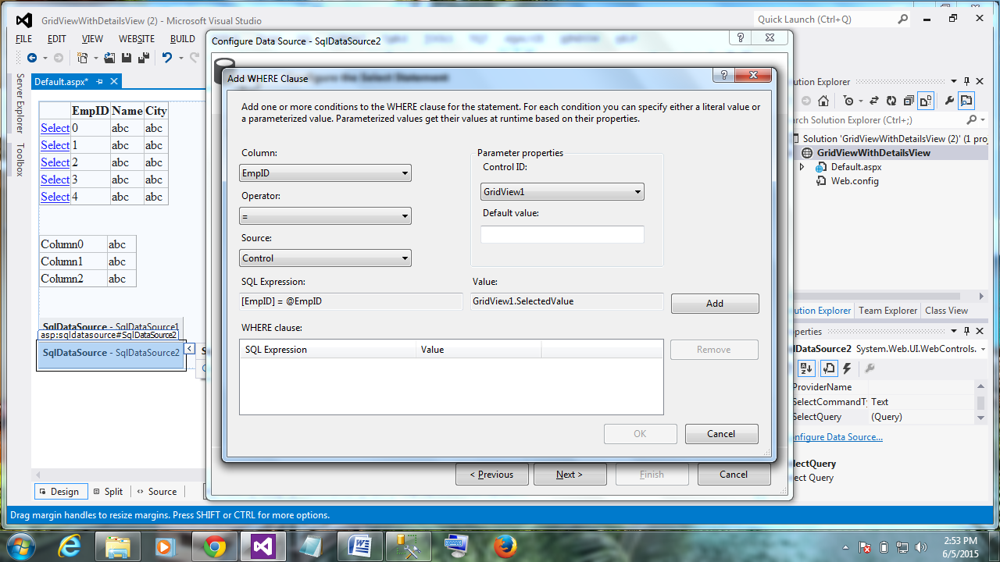 GridViewWithDetailsView (2) - Microsoft Visual Studio
Quick Launch (Ctrl+Q)
FILE EDIT VIEW WEBSITE BUILD
Configure Data Source - SqlDataSource2
Server Explorer
Toolbox
Default.aspx*
EmpID Name City
Select 0 abc abc
Select 1 abc abc
Select 2 abc abc
Select 3 abc abc
Select 4 abc abc
Column0 abc
Column1 abc
Column2 abc
SqlDataSource - SqlDataSource1
asp:sqldatasource#SqlDataSource2
SqlDataSource - SqlDataSource2
Design Split Source
Add WHERE Clause
Add one or more conditions to the WHERE clause for the statement. For each condition you can specify either a literal value or
a parameterized value. Parameterized values get their values at runtime based on their properties.
Column:
EmpID
Operator:
=
Source:
Control
Parameter properties
Control ID:
GridView1
Default value:
SQL Expression:
[EmpID] = @EmpID
Value:
GridView1.SelectedValue
Add
WHERE clause:
SQL Expression Value
Remove
OK Cancel
< Previous Next > Finish Cancel
ution Explorer
rch Solution Explorer (Ctrl+;)
Solution 'GridViewWithDetailsView (2)' (1 proj
GridViewWithDetailsView
Default.aspx
Web.config
ution Explorer Team Explorer Class View
perties
lDataSource2 System.Web.UI.WebControls.
ProviderName
SelectCommandT Text
SelectQuery (Query)
nfigure Data Source...
lectQuery
ect Query
Drag margin handles to resize margins. Press SHIFT or CTRL for more options.
2:53 PM
6/5/2015